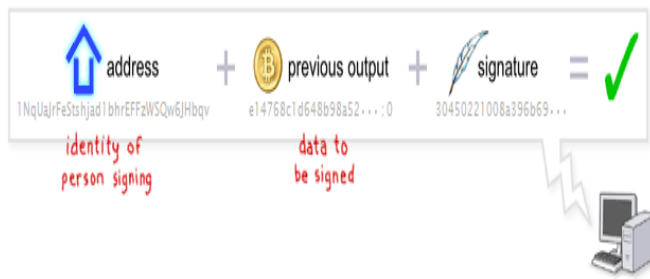 address + previous output + signature =
1NqUaJrFeStshjad1bhrEFFzWSQw6JHbqv e14768c1d648b98a52...:0 30450221008a396b69...
identity of person signing
data to be signed